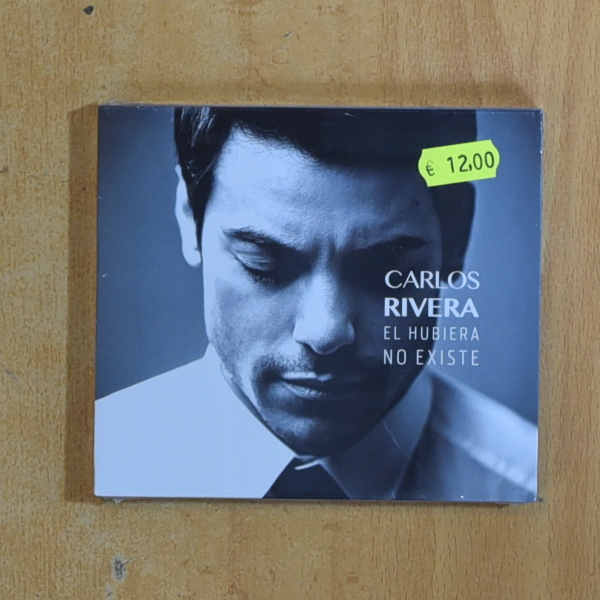 € 12,00
CARLOS
RIVERA
EL HUBIERA
NO EXISTE